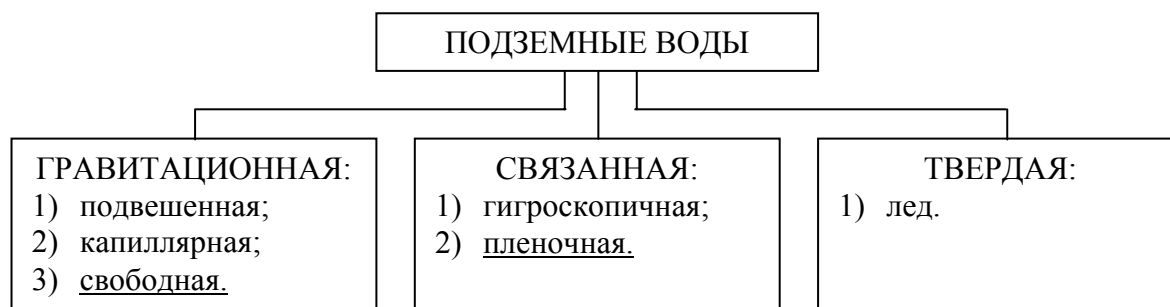 ПОДЗЕМНЫЕ ВОДЫ
ГРАВИТАЦИОННАЯ:
1) подвешенная;
2) капиллярная;
3) свободная.
СВЯЗАННАЯ:
1) гигроскопичная;
2) пленочная.
ТВЕРДАЯ:
1) лед.